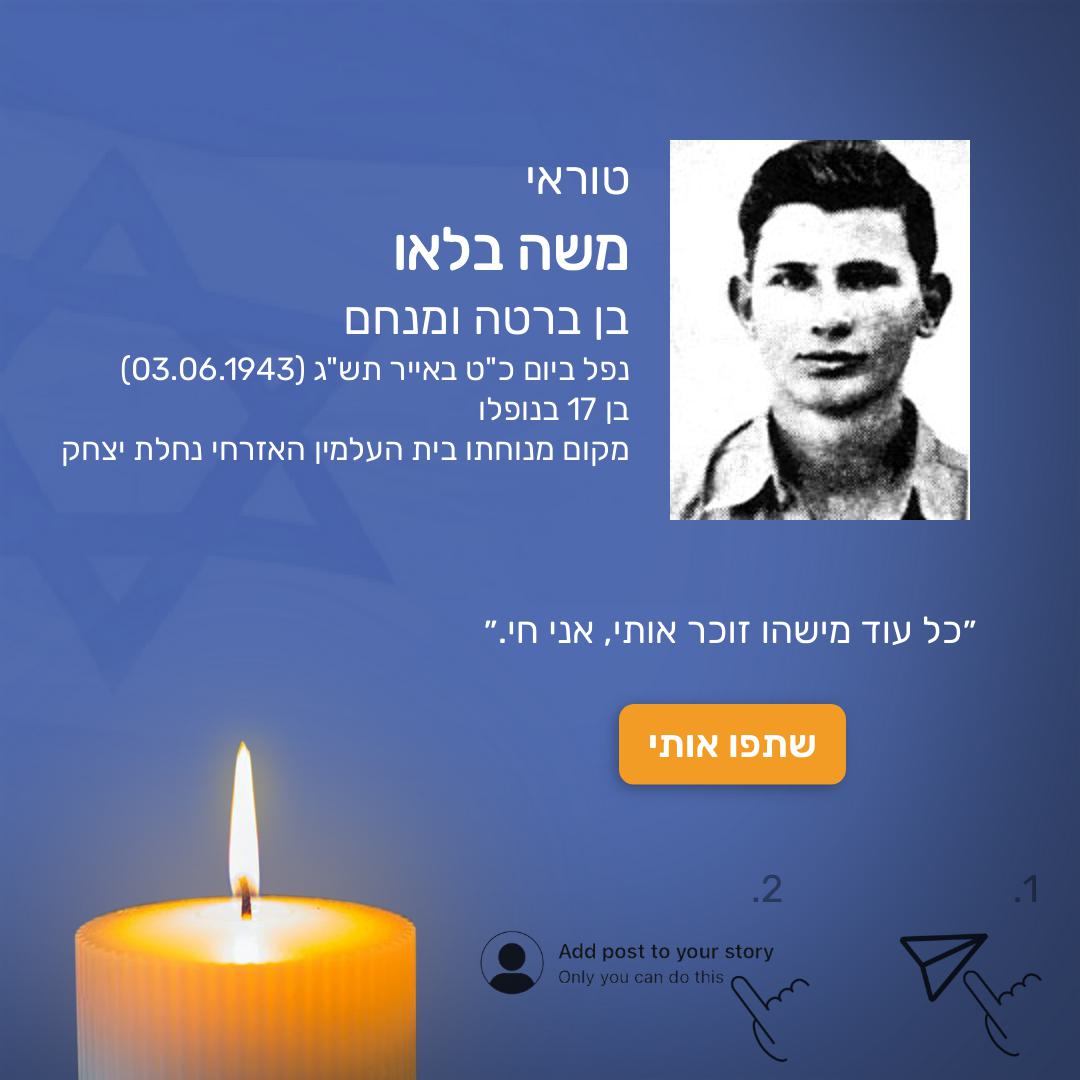 טוראי
משה בלאו
בן ברטה ומנחם
נפל ביום כ"ט באייר תש"ג (03.06.1943)
בן 17 בנופלו
מקום מנוחתו בית העלמין האזרחי נחלת יצחק
״כל עוד מישהו זוכר אותי, אני חי.״
שתפו אותי
.1
.2
Add post to your story
Only you can do this